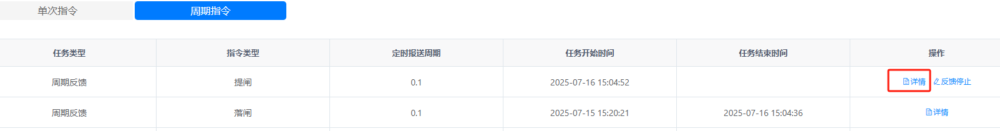 单次指令 周期指令
任务类型 指令类型 定时报送周期 任务开始时间 任务结束时间 操作
周期反馈 提闸 0.1 2025-07-16 15:04:52 详情 反馈停止
周期反馈 落闸 0.1 2025-07-15 15:20:21 2025-07-16 15:04:36 详情